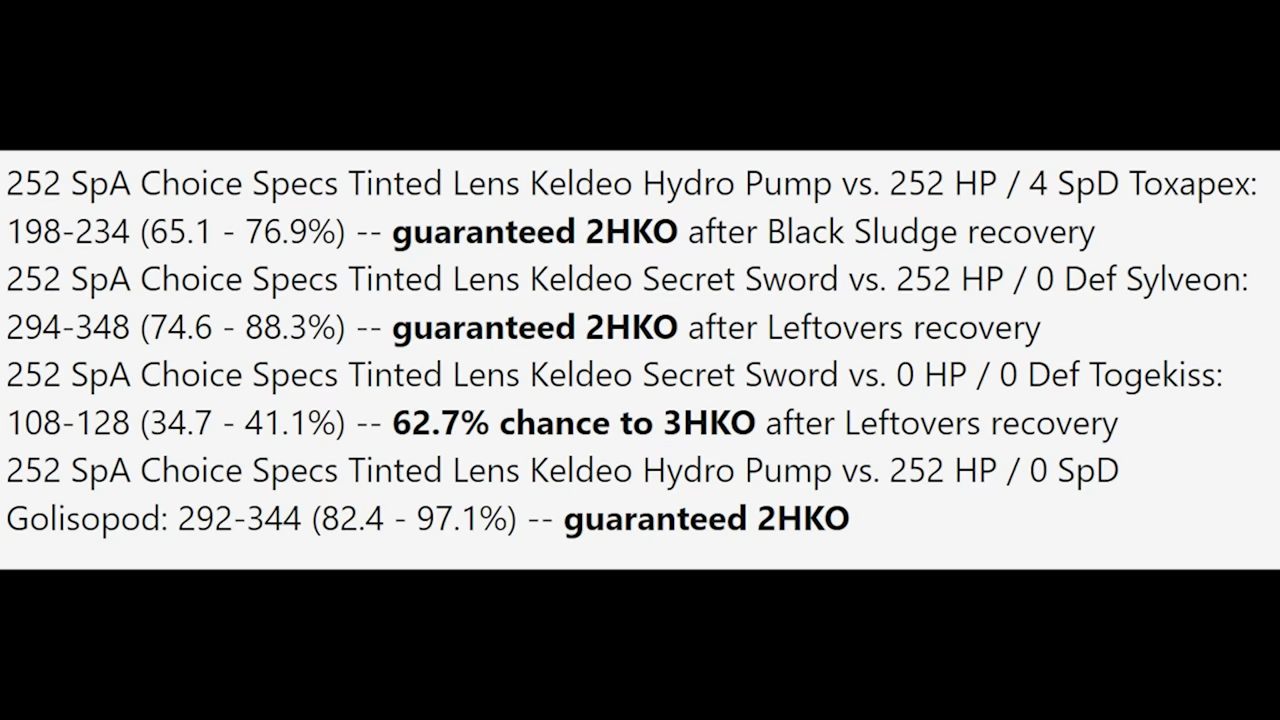 252 SpA Choice Specs Tinted Lens Keldeo Hydro Pump vs. 252 HP / 4 SpD Toxapex:
198-234 (65.1 - 76.9%) -- guaranteed 2HKO after Black Sludge recovery
252 SpA Choice Specs Tinted Lens Keldeo Secret Sword vs. 252 HP / 0 Def Sylveon:
294-348 (74.6 - 88.3%) -- guaranteed 2HKO after Leftovers recovery
252 SpA Choice Specs Tinted Lens Keldeo Secret Sword vs. 0 HP / 0 Def Togekiss:
108-128 (34.7 - 41.1%) -- 62.7% chance to 3HKO after Leftovers recovery
252 SpA Choice Specs Tinted Lens Keldeo Hydro Pump vs. 252 HP / 0 SpD
Golisopod: 292-344 (82.4 - 97.1%) -- guaranteed 2HKO